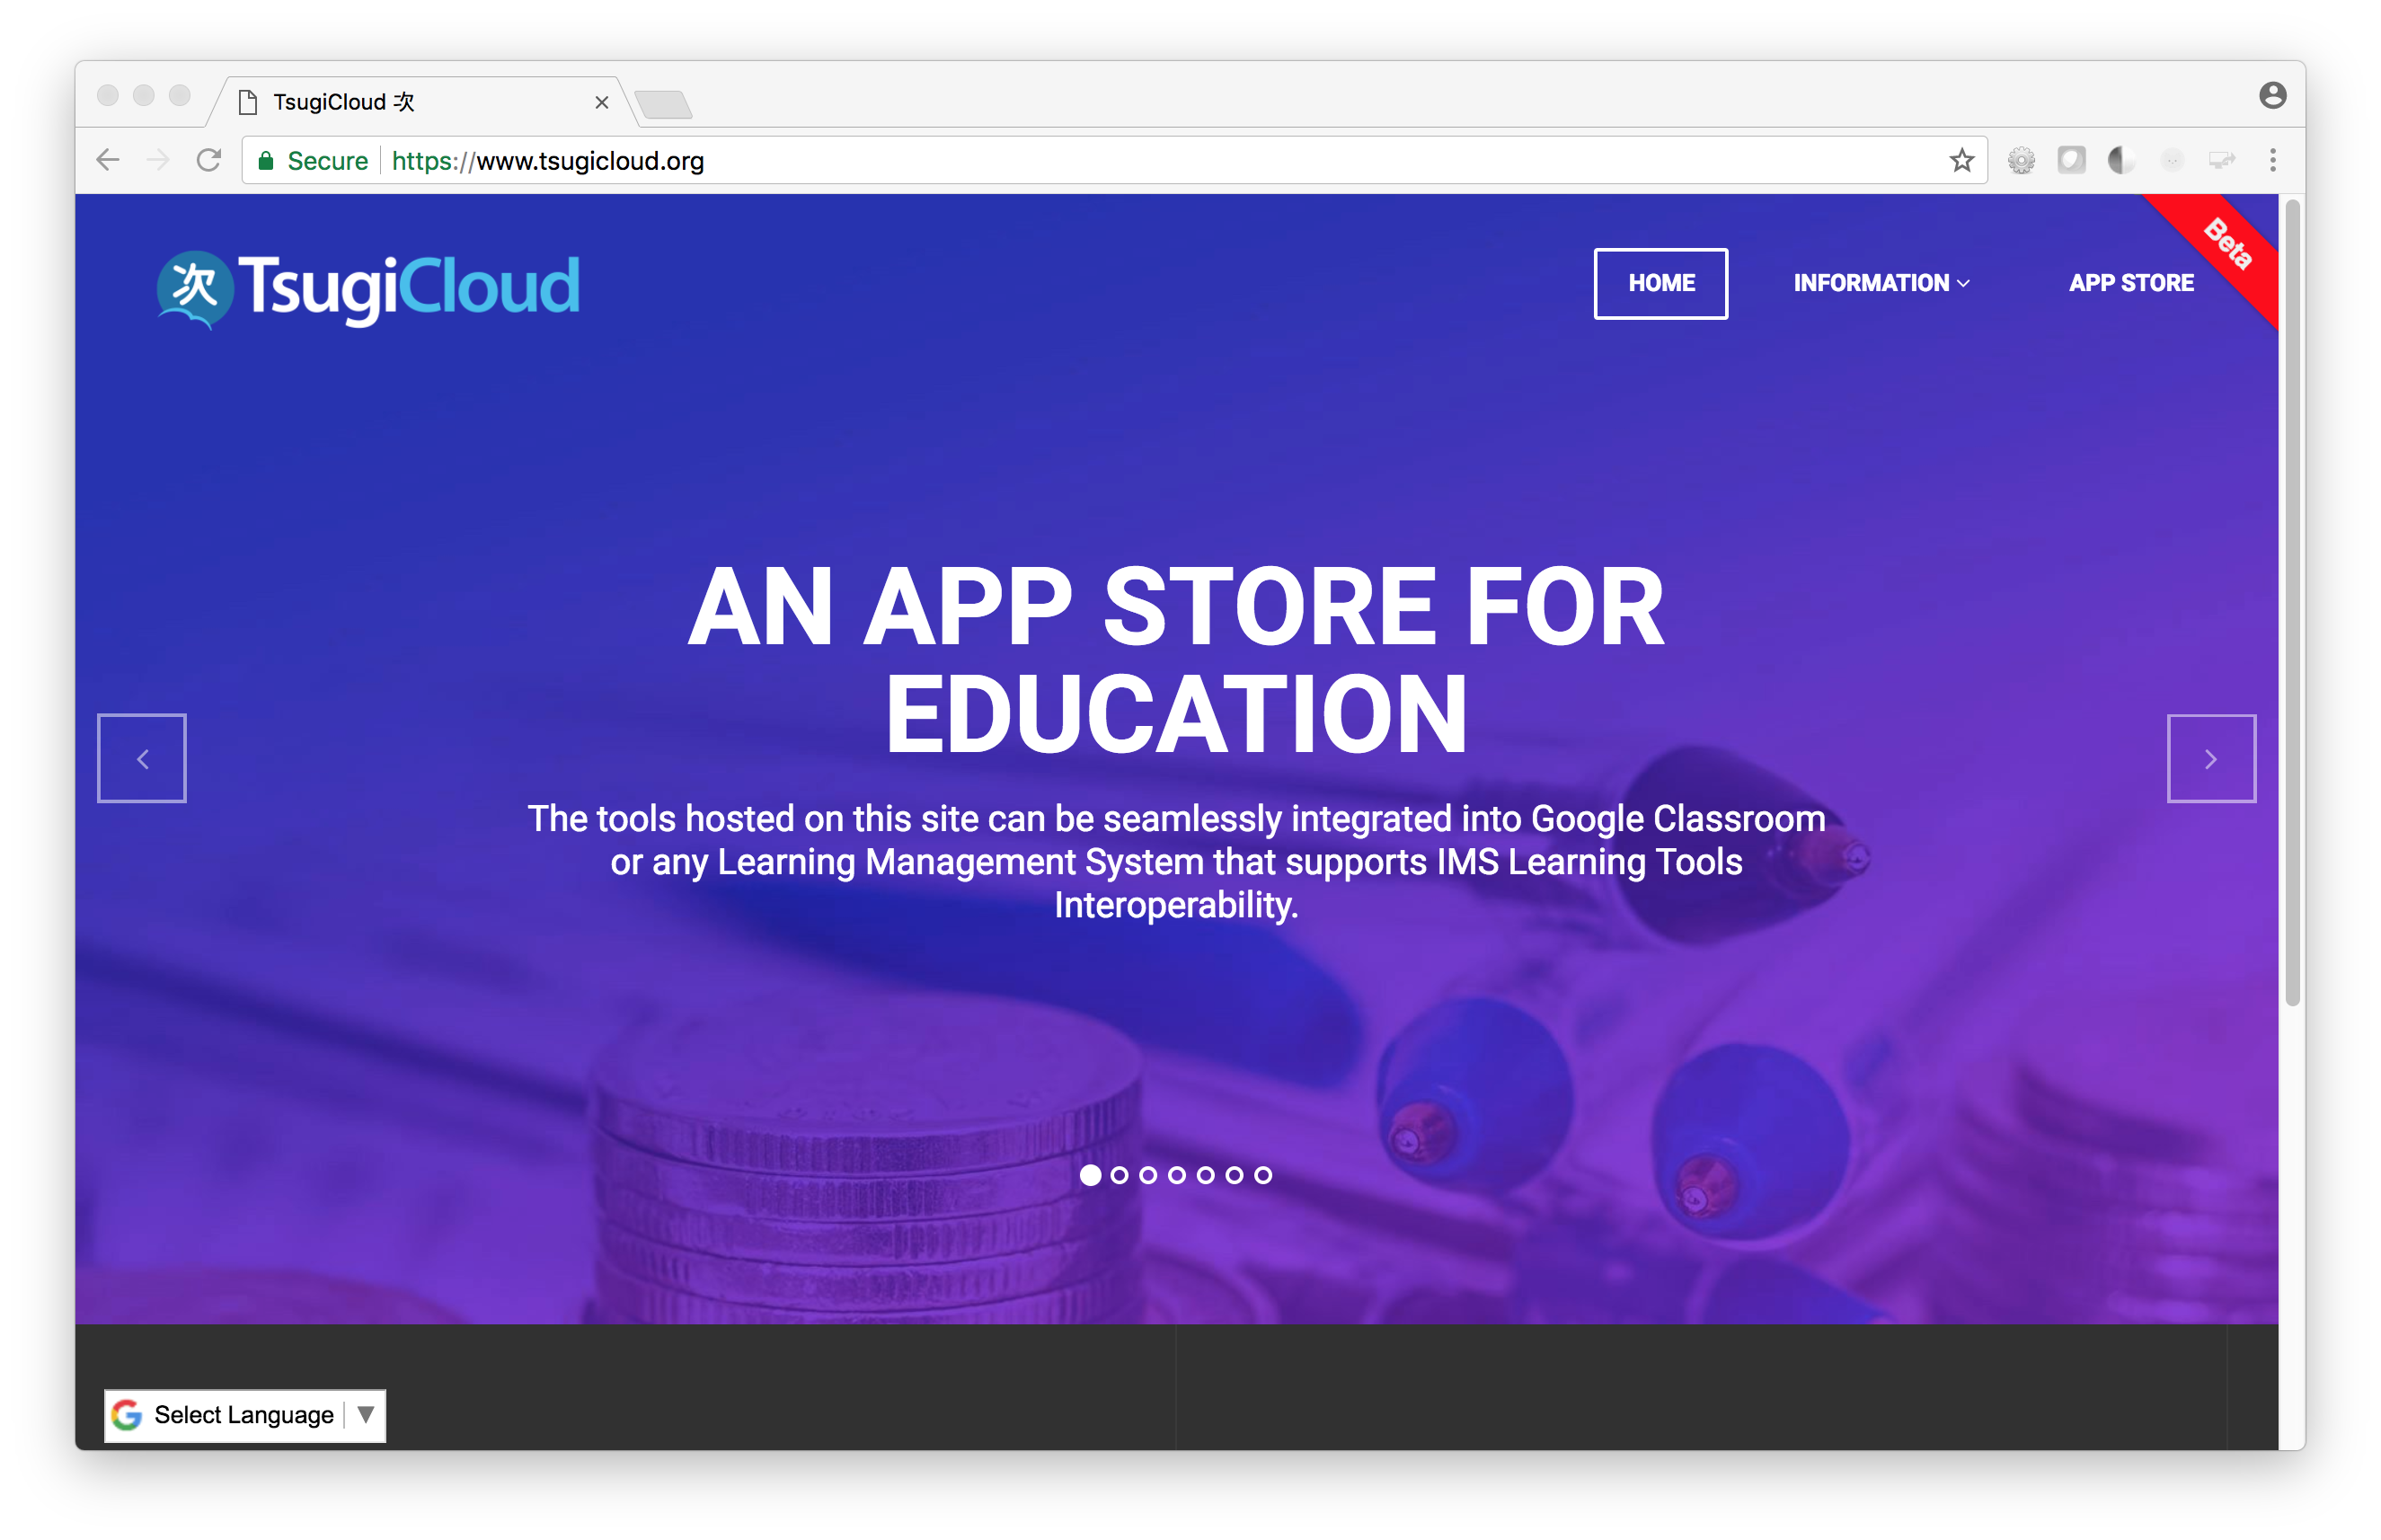 TsugiCloud 次
Secure https://www.tsugicloud.org
Beta
次 TsugiCloud
HOME INFORMATION APP STORE
AN APP STORE FOR
EDUCATION
The tools hosted on this site can be seamlessly integrated into Google Classroom
or any Learning Management System that supports IMS Learning Tools
Interoperability.
G Select Language